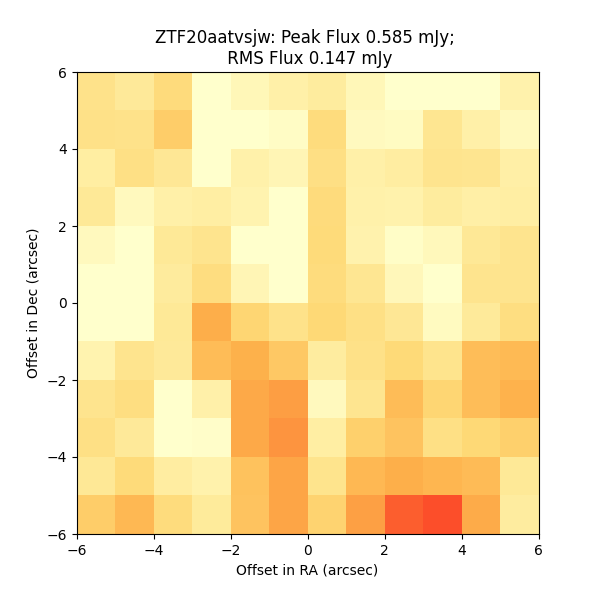 ZTF20aatvsjw: Peak Flux 0.585 mJy;
RMS Flux 0.147 mJy
6
4
2
0
−2
−4
−6
Offset in Dec (arcsec)
−6 −4 −2 0 2 4 6
Offset in RA (arcsec)